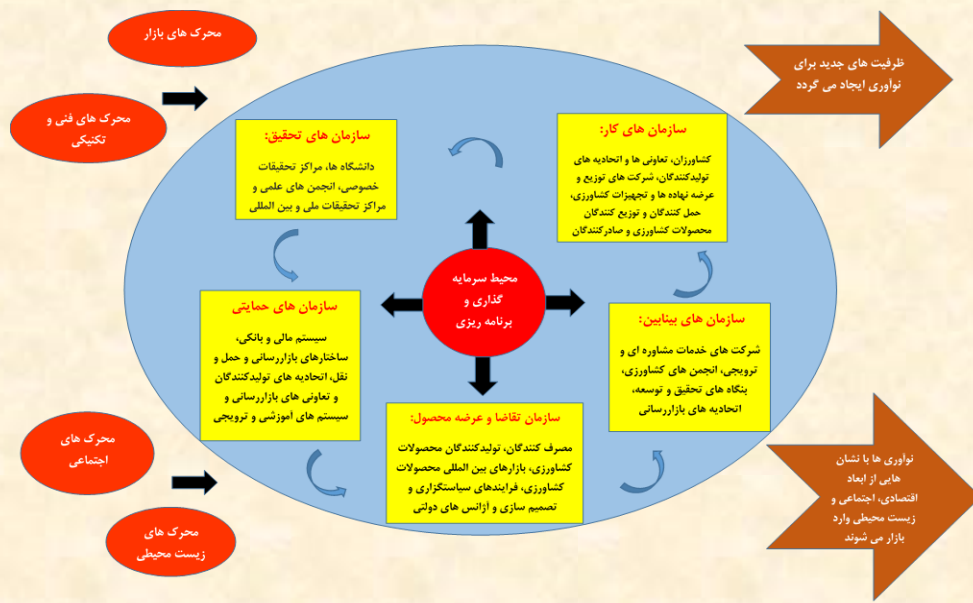 محرک های بازار
محرک های فنی و
تکنیکی
ظرفیت های جدید برای
نوآوری ایجاد می گردد
سازمان های کار:
کشاورزان، تعاونی ها و اتحادیه های
تولیدکنندگان، شرکت های توزیع و
عرضه نهاده ها و تجهیزات کشاورزی،
حمل کنندگان و توزیع کنندگان
محصولات کشاورزی و صادرکنندگان
سازمان های تحقیق:
دانشگاه ها، مراکز تحقیقات
خصوصی، انجمن های علمی و
مراکز تحقیقات ملی و بین المللی
محیط سرمایه
گذاری و
برنامه ریزی
سازمان های بینابین:
شرکت های خدمات مشاوره ای و
ترویجی، انجمن های کشاورزی،
بنگاه های تحقیق و توسعه،
اتحادیه های بازاررسانی
سازمان های حمایتی
سیستم مالی و بانکی،
ساختارهای بازاررسانی و حمل و
نقل، اتحادیه های تولیدکنندگان
و تعاونی های بازاررسانی و
سیستم های آموزشی و ترویجی
سازمان تقاضا و عرضه محصول:
مصرف کنندگان، تولیدکنندگان محصولات
کشاورزی، بازارهای بین المللی محصولات
کشاورزی، فرایندهای سیاستگزاری و
تصمیم سازی و آژانس های دولتی
محرک های
اجتماعی
محرک های
زیست محیطی
نوآوری ها با نشان
هایی از ابعاد
اقتصادی، اجتماعی و
زیست محیطی وارد
بازار می شوند